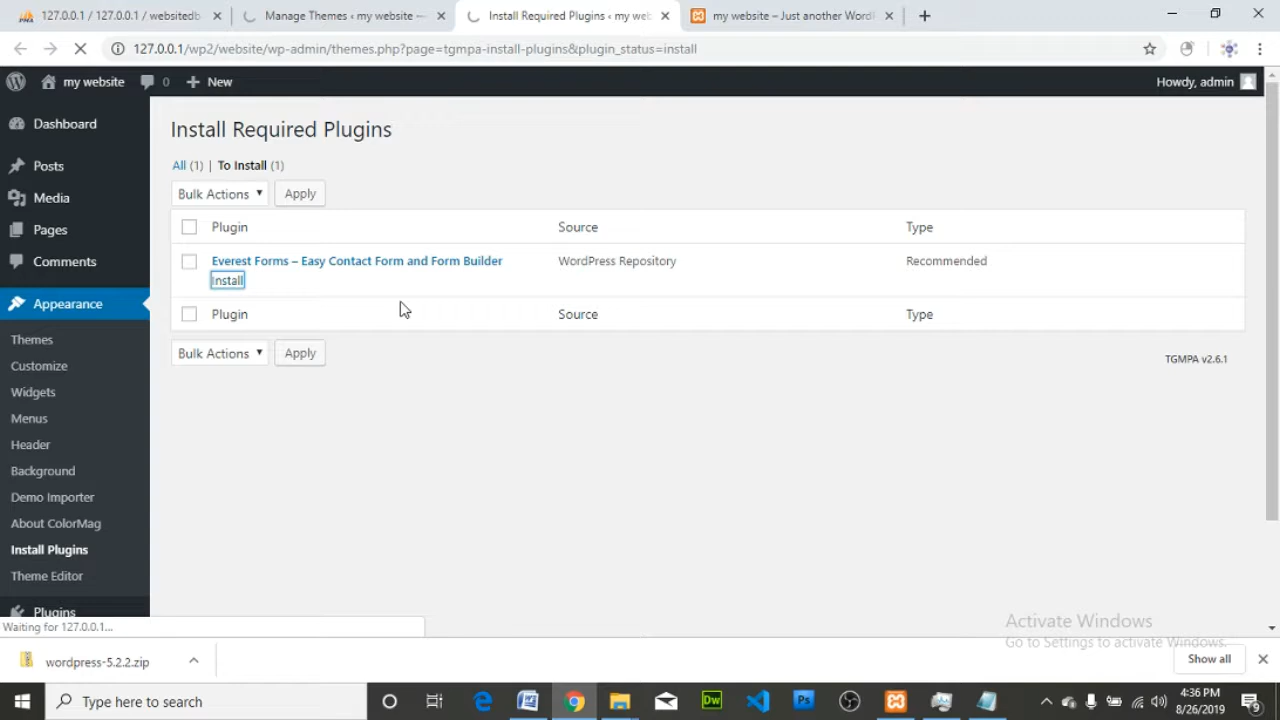 127.0.0.1 / 127.0.0.1 / websitedb
Manage Themes ‹ my website —
Install Required Plugins ‹ my web
my website – Just another Word
127.0.0.1/wp2/website/wp-admin/themes.php?page=tgmpa-install-plugins&plugin_status=install
my website
0
New
Howdy, admin
Dashboard
Posts
Media
Pages
Comments
Appearance
Themes
Customize
Widgets
Menus
Header
Background
Demo Importer
About ColorMag
Install Plugins
Theme Editor
Plugins
Install Required Plugins
All (1) | To Install (1)
Bulk Actions
Apply
Plugin Source Type
Everest Forms – Easy Contact Form and Form Builder WordPress Repository Recommended
Install
Plugin Source Type
Bulk Actions
Apply
TGMPA v2.6.1
Waiting for 127.0.0.1...
Activate Windows
Go to Settings to activate Windows.
wordpress-5.2.2.zip
Show all
Type here to search
Dw
Ps
4:36 PM
8/26/2019
9